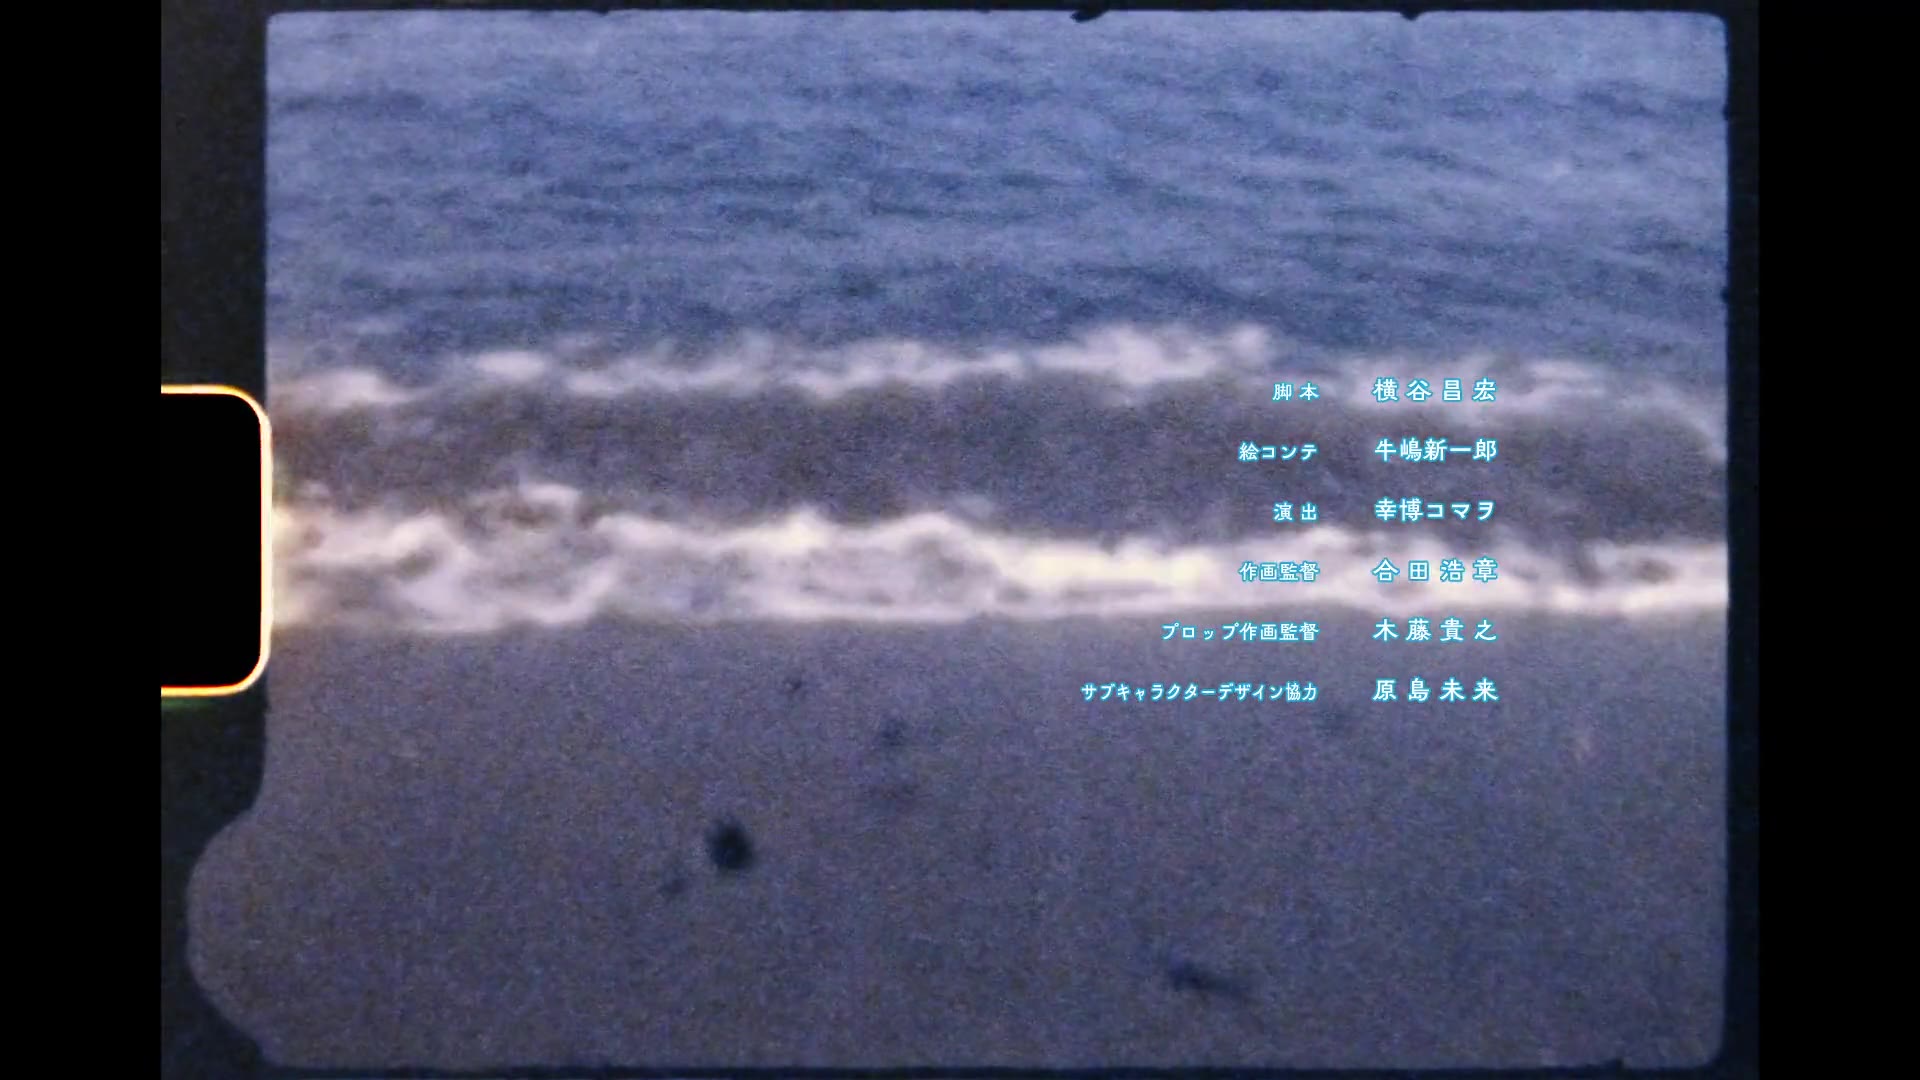 脚本 横谷昌宏
絵コンテ 牛嶋新一郎
演出 幸博コマヲ
作画監督 合田浩章
プロップ作画監督 木藤貴之
サブキャラクターデザイン協力 原島未来